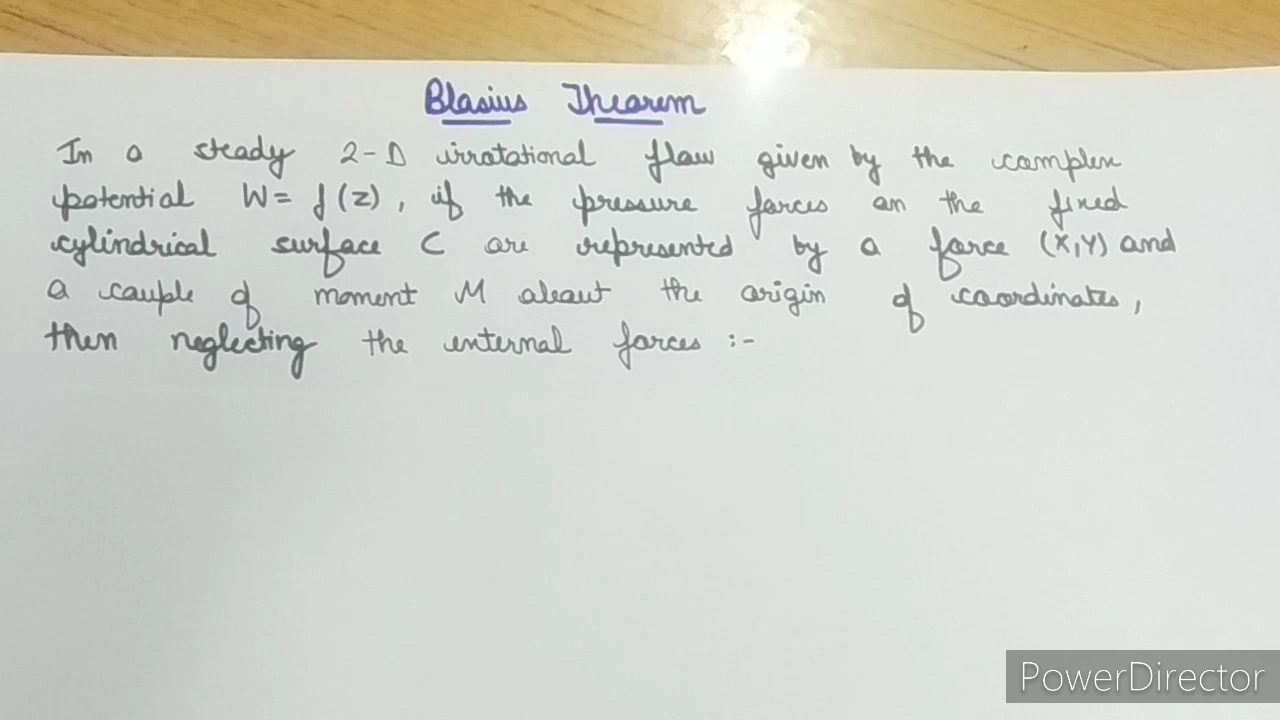 Blasius Theorem
In a steady 2-D irrotational flow given by the complex
potential W = f(z), if the pressure forces on the fixed
cylindrical surface C are represented by a force (X,Y) and
a couple of moment M about the origin of coordinates,
then neglecting the external forces :-
PowerDirector